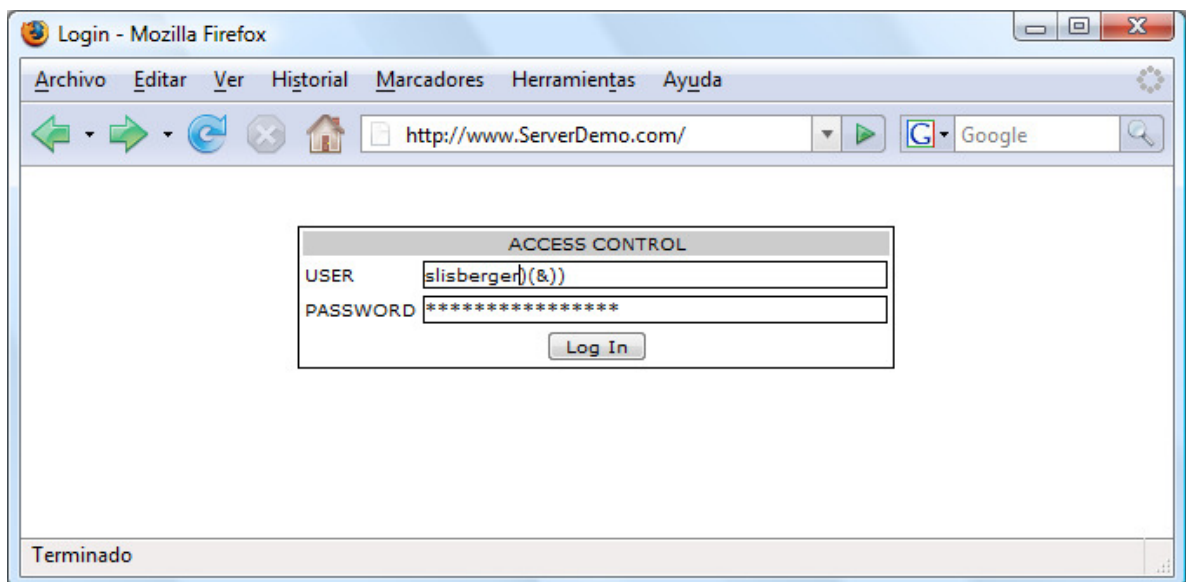 Login - Mozilla Firefox
Archivo Editar Ver Historial Marcadores Herramientas Ayuda
http://www.ServerDemo.com/ G Google
ACCESS CONTROL
USER slisberger)(&))
PASSWORD ****************
Log In
Terminado